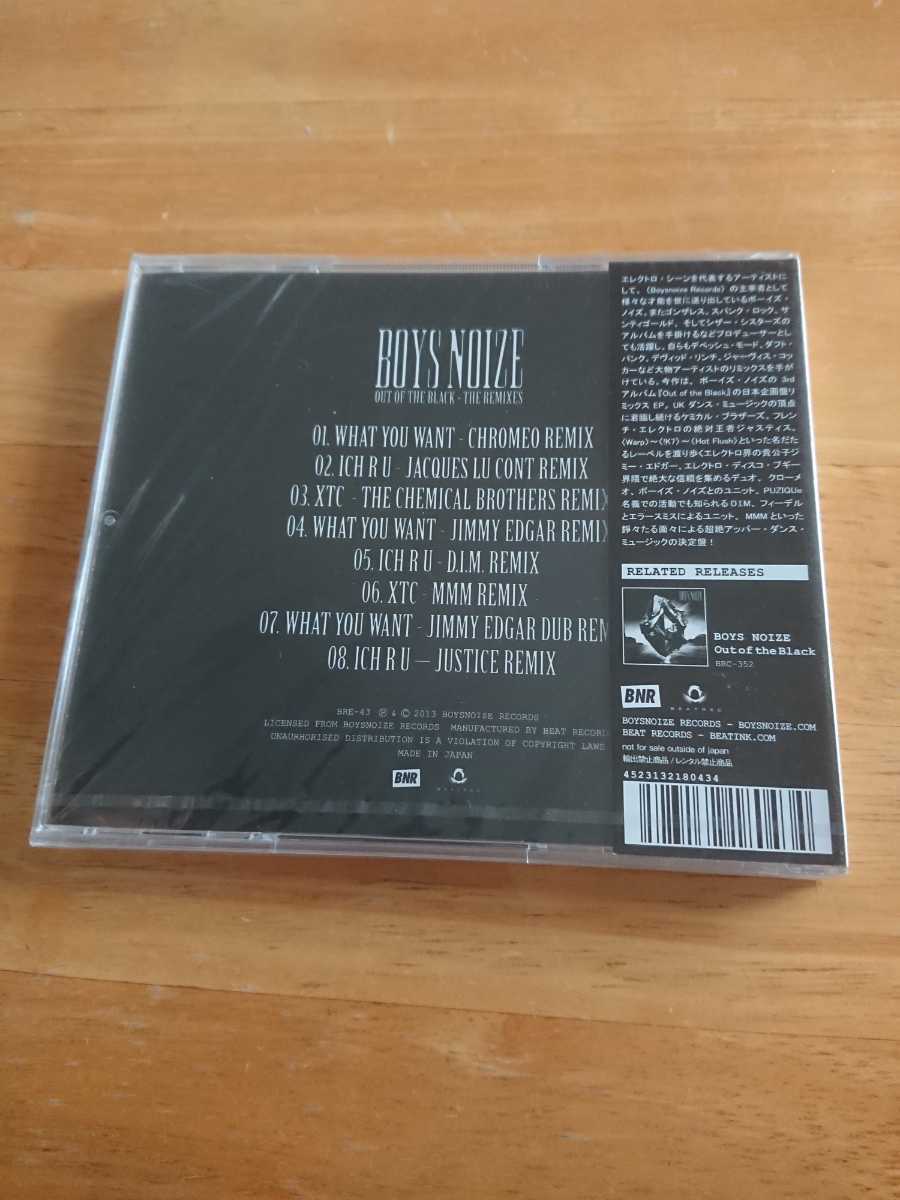 BOYS NOIZE
OUT OF THE BLACK - THE REMIXES
01. WHAT YOU WANT - CHROMEO REMIX
02. ICH R U - JACQUES LU CONT REMIX
03. XTC - THE CHEMICAL BROTHERS REMIX
04. WHAT YOU WANT - JIMMY EDGAR REMIX
05. ICH R U - D.I.M. REMIX
06. XTC - MMM REMIX
07. WHAT YOU WANT - JIMMY EDGAR DUB REM
08. ICH R U — JUSTICE REMIX
BRE-43 ℗ & © 2013 BOYSNOIZE RECORDS
LICENSED FROM BOYSNOIZE RECORDS MANUFACTURED BY BEAT RECORD
UNAURHORISED DISTRIBUTION IS A VIOLATION OF COPYRIGHT LAWS
MADE IN JAPAN
BNR
BEATREC
エレクトロ・シーンを代表するアーティストに
して、〈Boysnoize Records〉の主宰者として
様々な才能を世に送り出しているボーイズ・
ノイズ。またゴンザレス、スパンク・ロック、サ
ンティゴールド、そしてシザー・シスターズの
アルバムを手掛けるなどプロデューサーとし
ても活躍し、自らもデペッシュ・モード、ダフト・
パンク、デヴィッド・リンチ、ジャーヴィス・コッ
カーなど大物アーティストのリミックスを手が
けている。今作は、ボーイズ・ノイズの 3rd
アルバム『Out of the Black』の日本企画盤リ
ミックス EP。UK ダンス・ミュージックの頂点
に君臨し続けるケミカル・ブラザーズ、フレン
チ・エレクトロの絶対王者ジャスティス、
〈Warp〉〜〈!K7〉〜〈Hot Flush〉といった名だた
るレーベルを渡り歩くエレクトロ界の貴公子ジ
ミー・エドガー、エレクトロ・ディスコ・ブギー
界隈で絶大な信頼を集めるデュオ、クローメ
オ、ボーイズ・ノイズとのユニット、PUZIQUe
名義での活動でも知られる D.I.M、フィーデル
とエラースミスによるユニット、MMM といった
錚々たる面々による超絶アッパー・ダンス・
ミュージックの決定盤!
RELATED RELEASES
BOYS NOIZE
BOYS NOIZE
Out of the Black
BRC-352
BNR
BEATREC
BOYSNOIZE RECORDS - BOYSNOIZE.COM
BEAT RECORDS - BEATINK.COM
not for sale outside of japan
輸出禁止商品/レンタル禁止商品
4523132180434